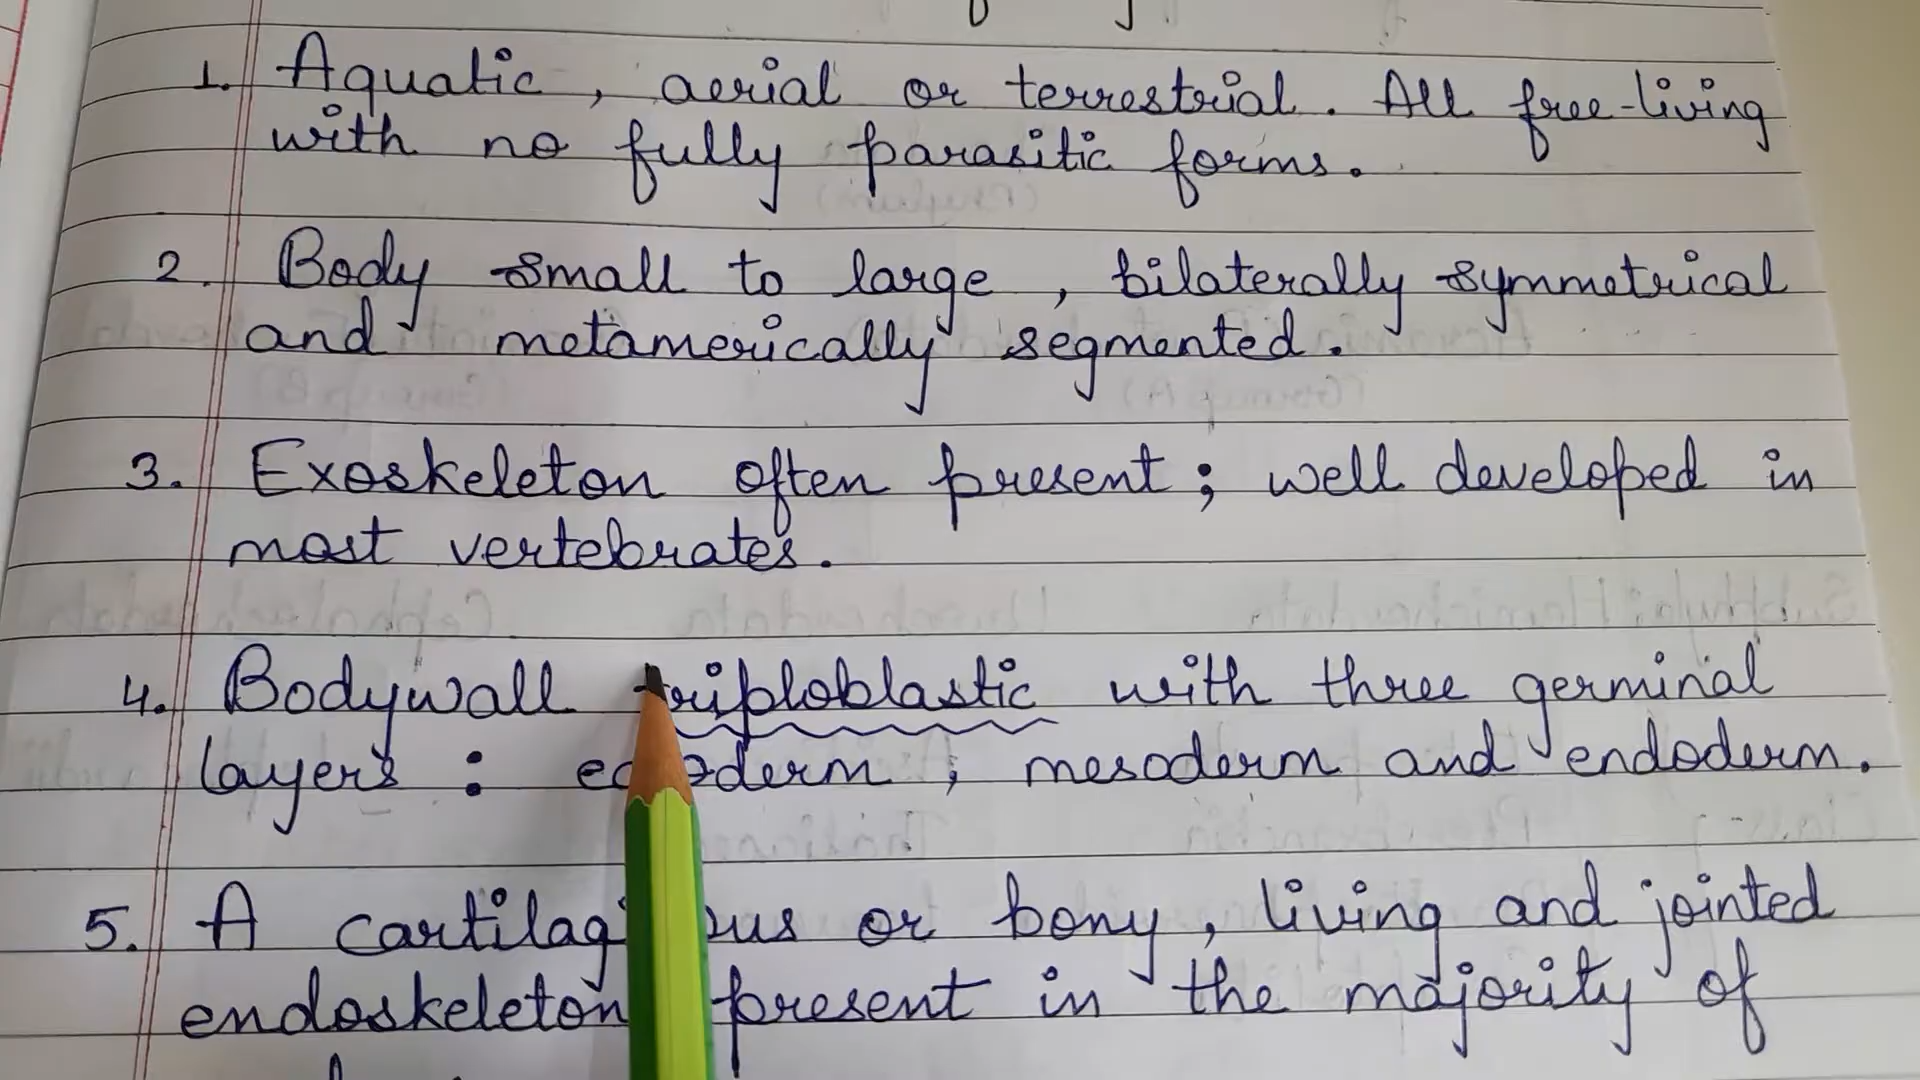 1. Aquatic, aerial or terrestrial. All free-living
with no fully parasitic forms.
2. Body small to large, bilaterally symmetrical
and metamerically segmented.
3. Exoskeleton often present; well developed in
most vertebrates.
4. Bodywall triploblastic with three germinal
layers : mesoderm and endoderm.
5. A or bony, living and jointed
endoskeleton present in the majority of